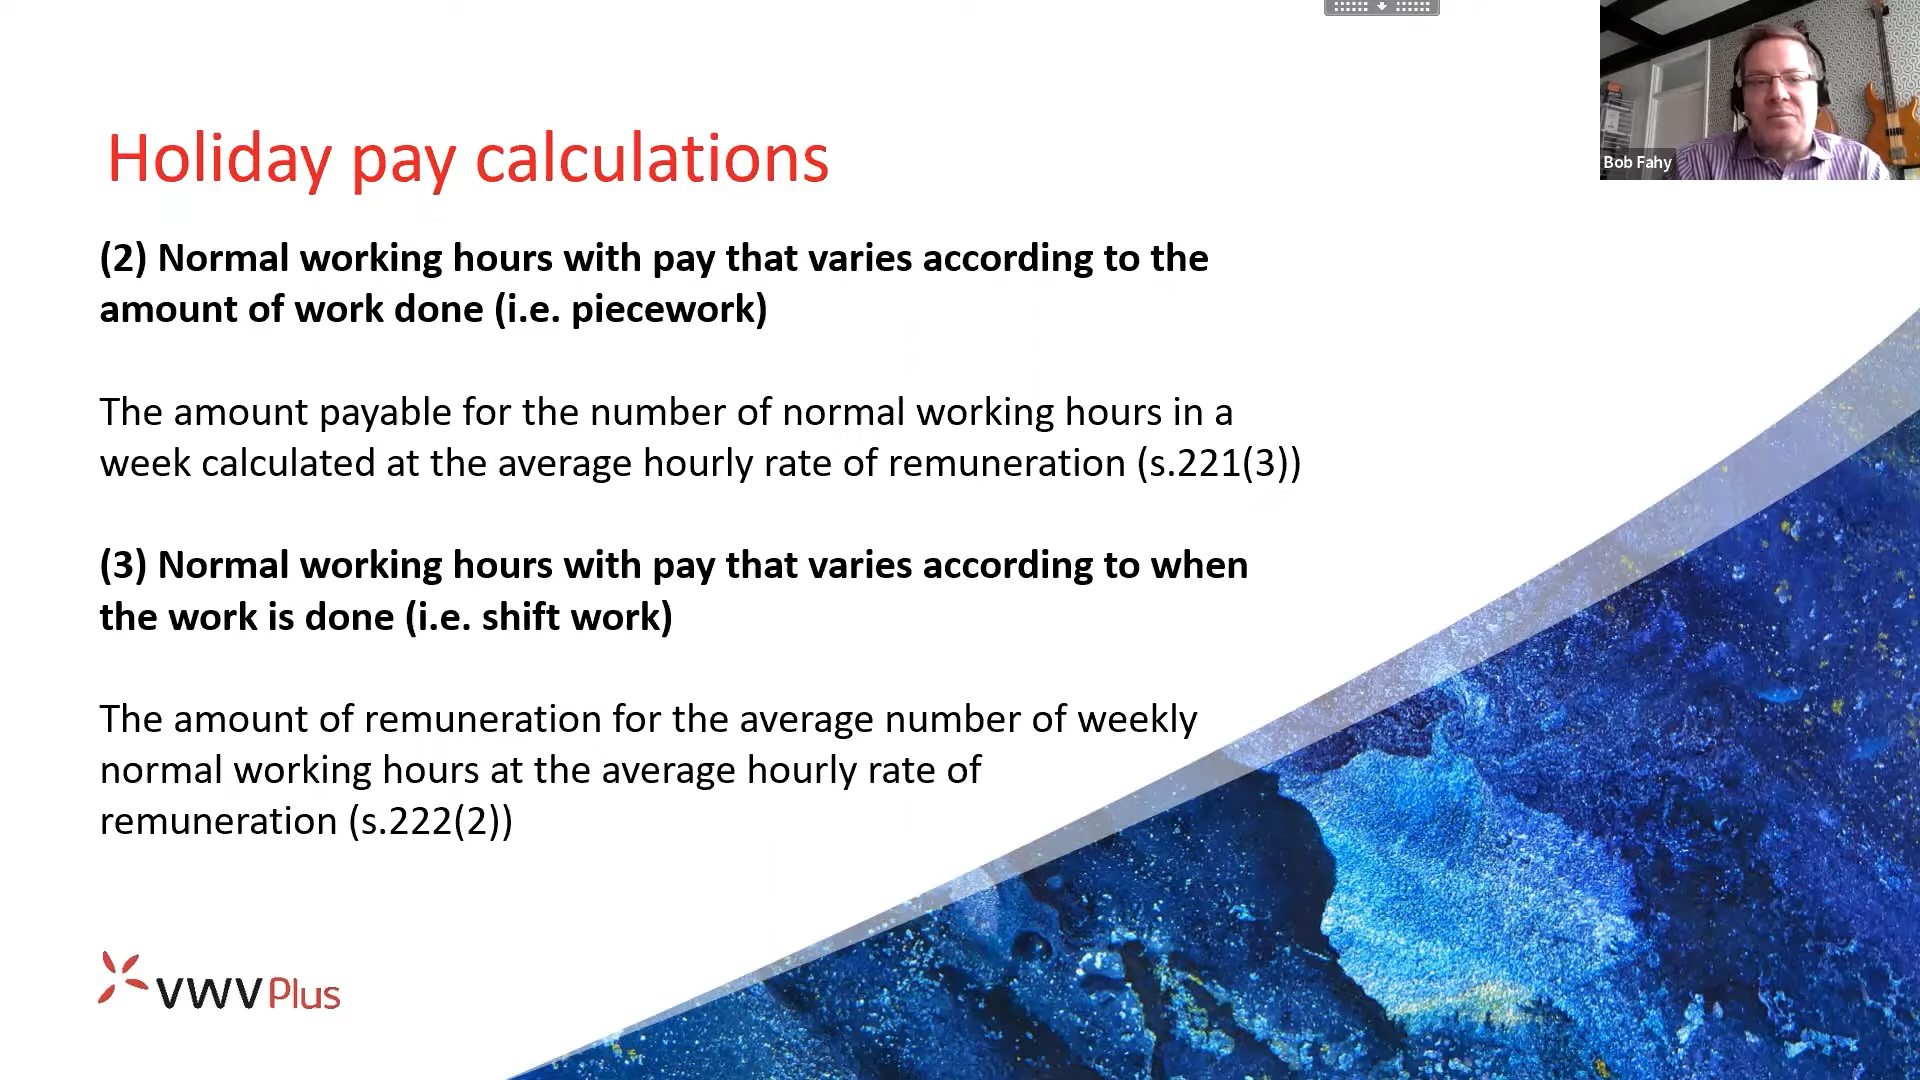 Holiday pay calculations
Bob Fahy
(2) Normal working hours with pay that varies according to the
amount of work done (i.e. piecework)
The amount payable for the number of normal working hours in a
week calculated at the average hourly rate of remuneration (s.221(3))
(3) Normal working hours with pay that varies according to when
the work is done (i.e. shift work)
The amount of remuneration for the average number of weekly
normal working hours at the average hourly rate of
remuneration (s.222(2))
VWV Plus